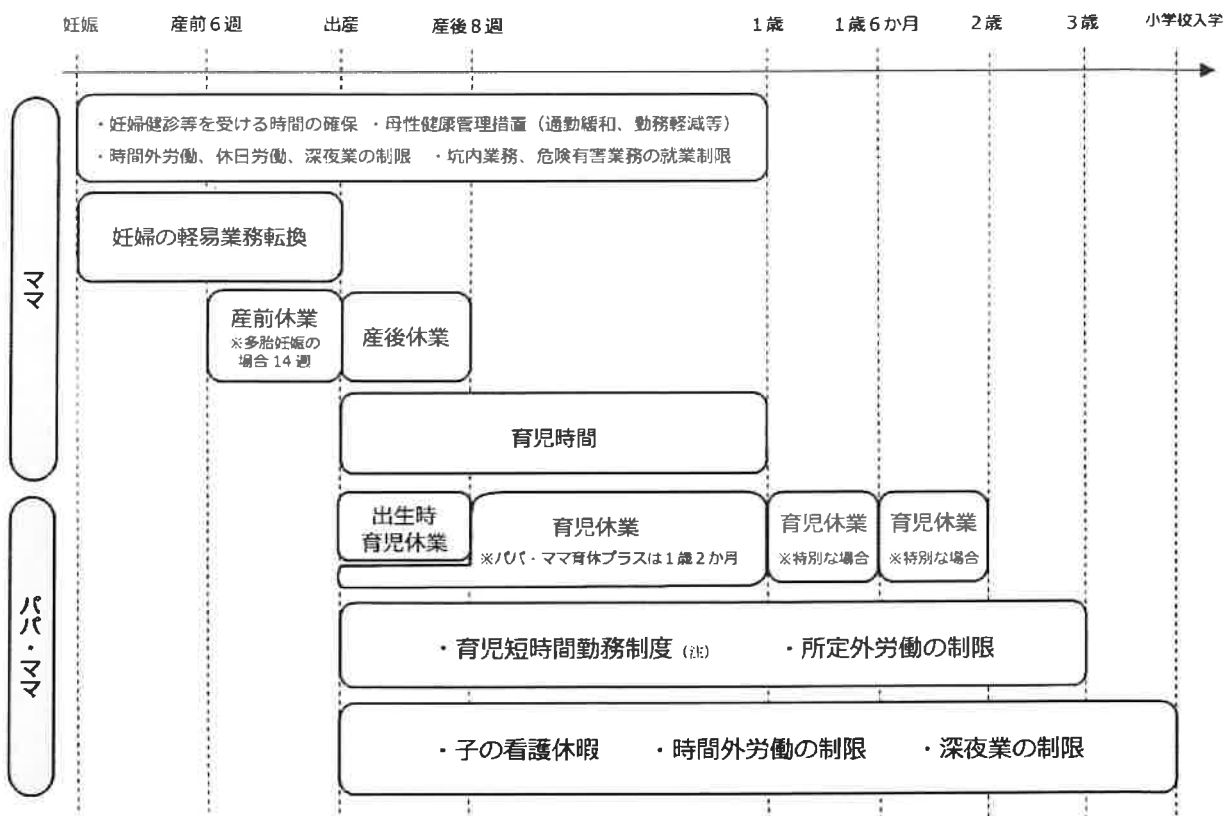 妊娠 産前6週 出産 産後8週 1歳 1歳6か月 2歳 3歳 小学校入学
ママ
・妊婦健診等を受ける時間の確保 ・母性健康管理措置（通勤緩和、勤務軽減等）
・時間外労働、休日労働、深夜業の制限 ・坑内業務、危険有害業務の就業制限
妊婦の軽易業務転換
産前休業
※多胎妊娠の
場合14週
産後休業
育児時間
パパ・ママ
出生時
育児休業
育児休業
※パパ・ママ育休プラスは1歳2か月
育児休業
※特別な場合
育児休業
※特別な場合
・育児短時間勤務制度（注） ・所定外労働の制限
・子の看護休暇 ・時間外労働の制限 ・深夜業の制限